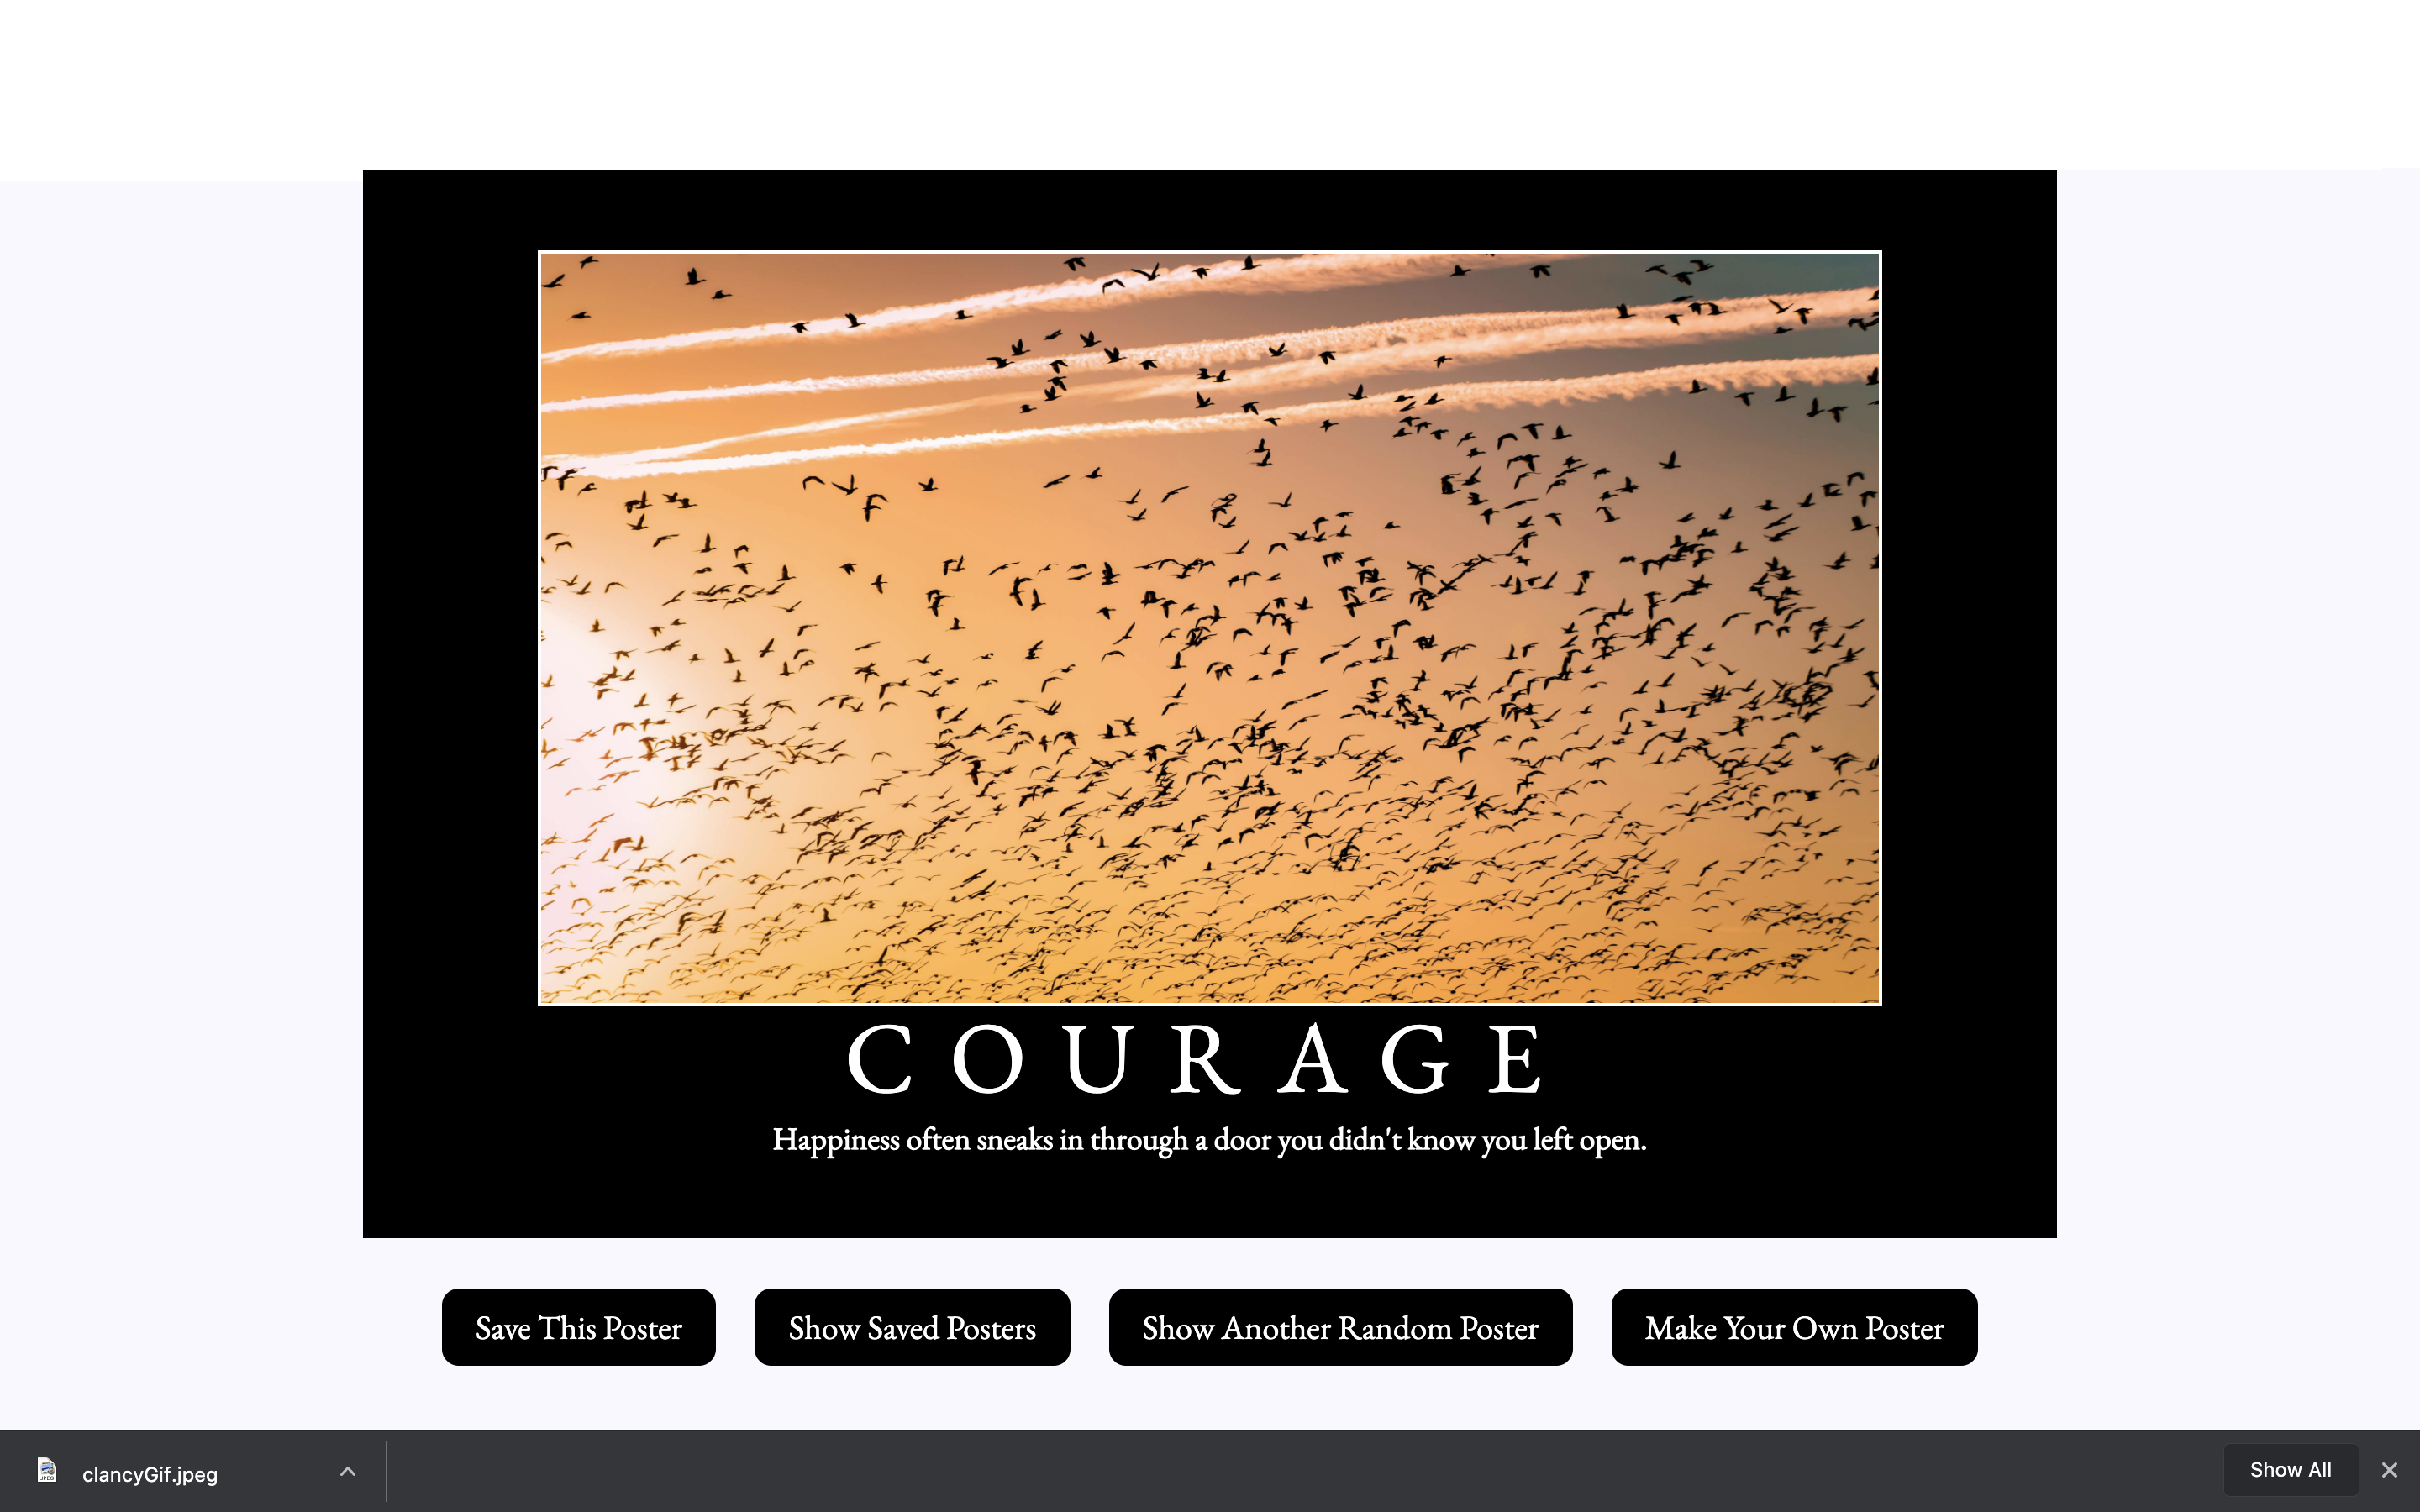 COURAGE
Happiness often sneaks in through a door you didn't know you left open.
Save This Poster
Show Saved Posters
Show Another Random Poster
Make Your Own Poster
JPEG
clancyGif.jpeg
Show All